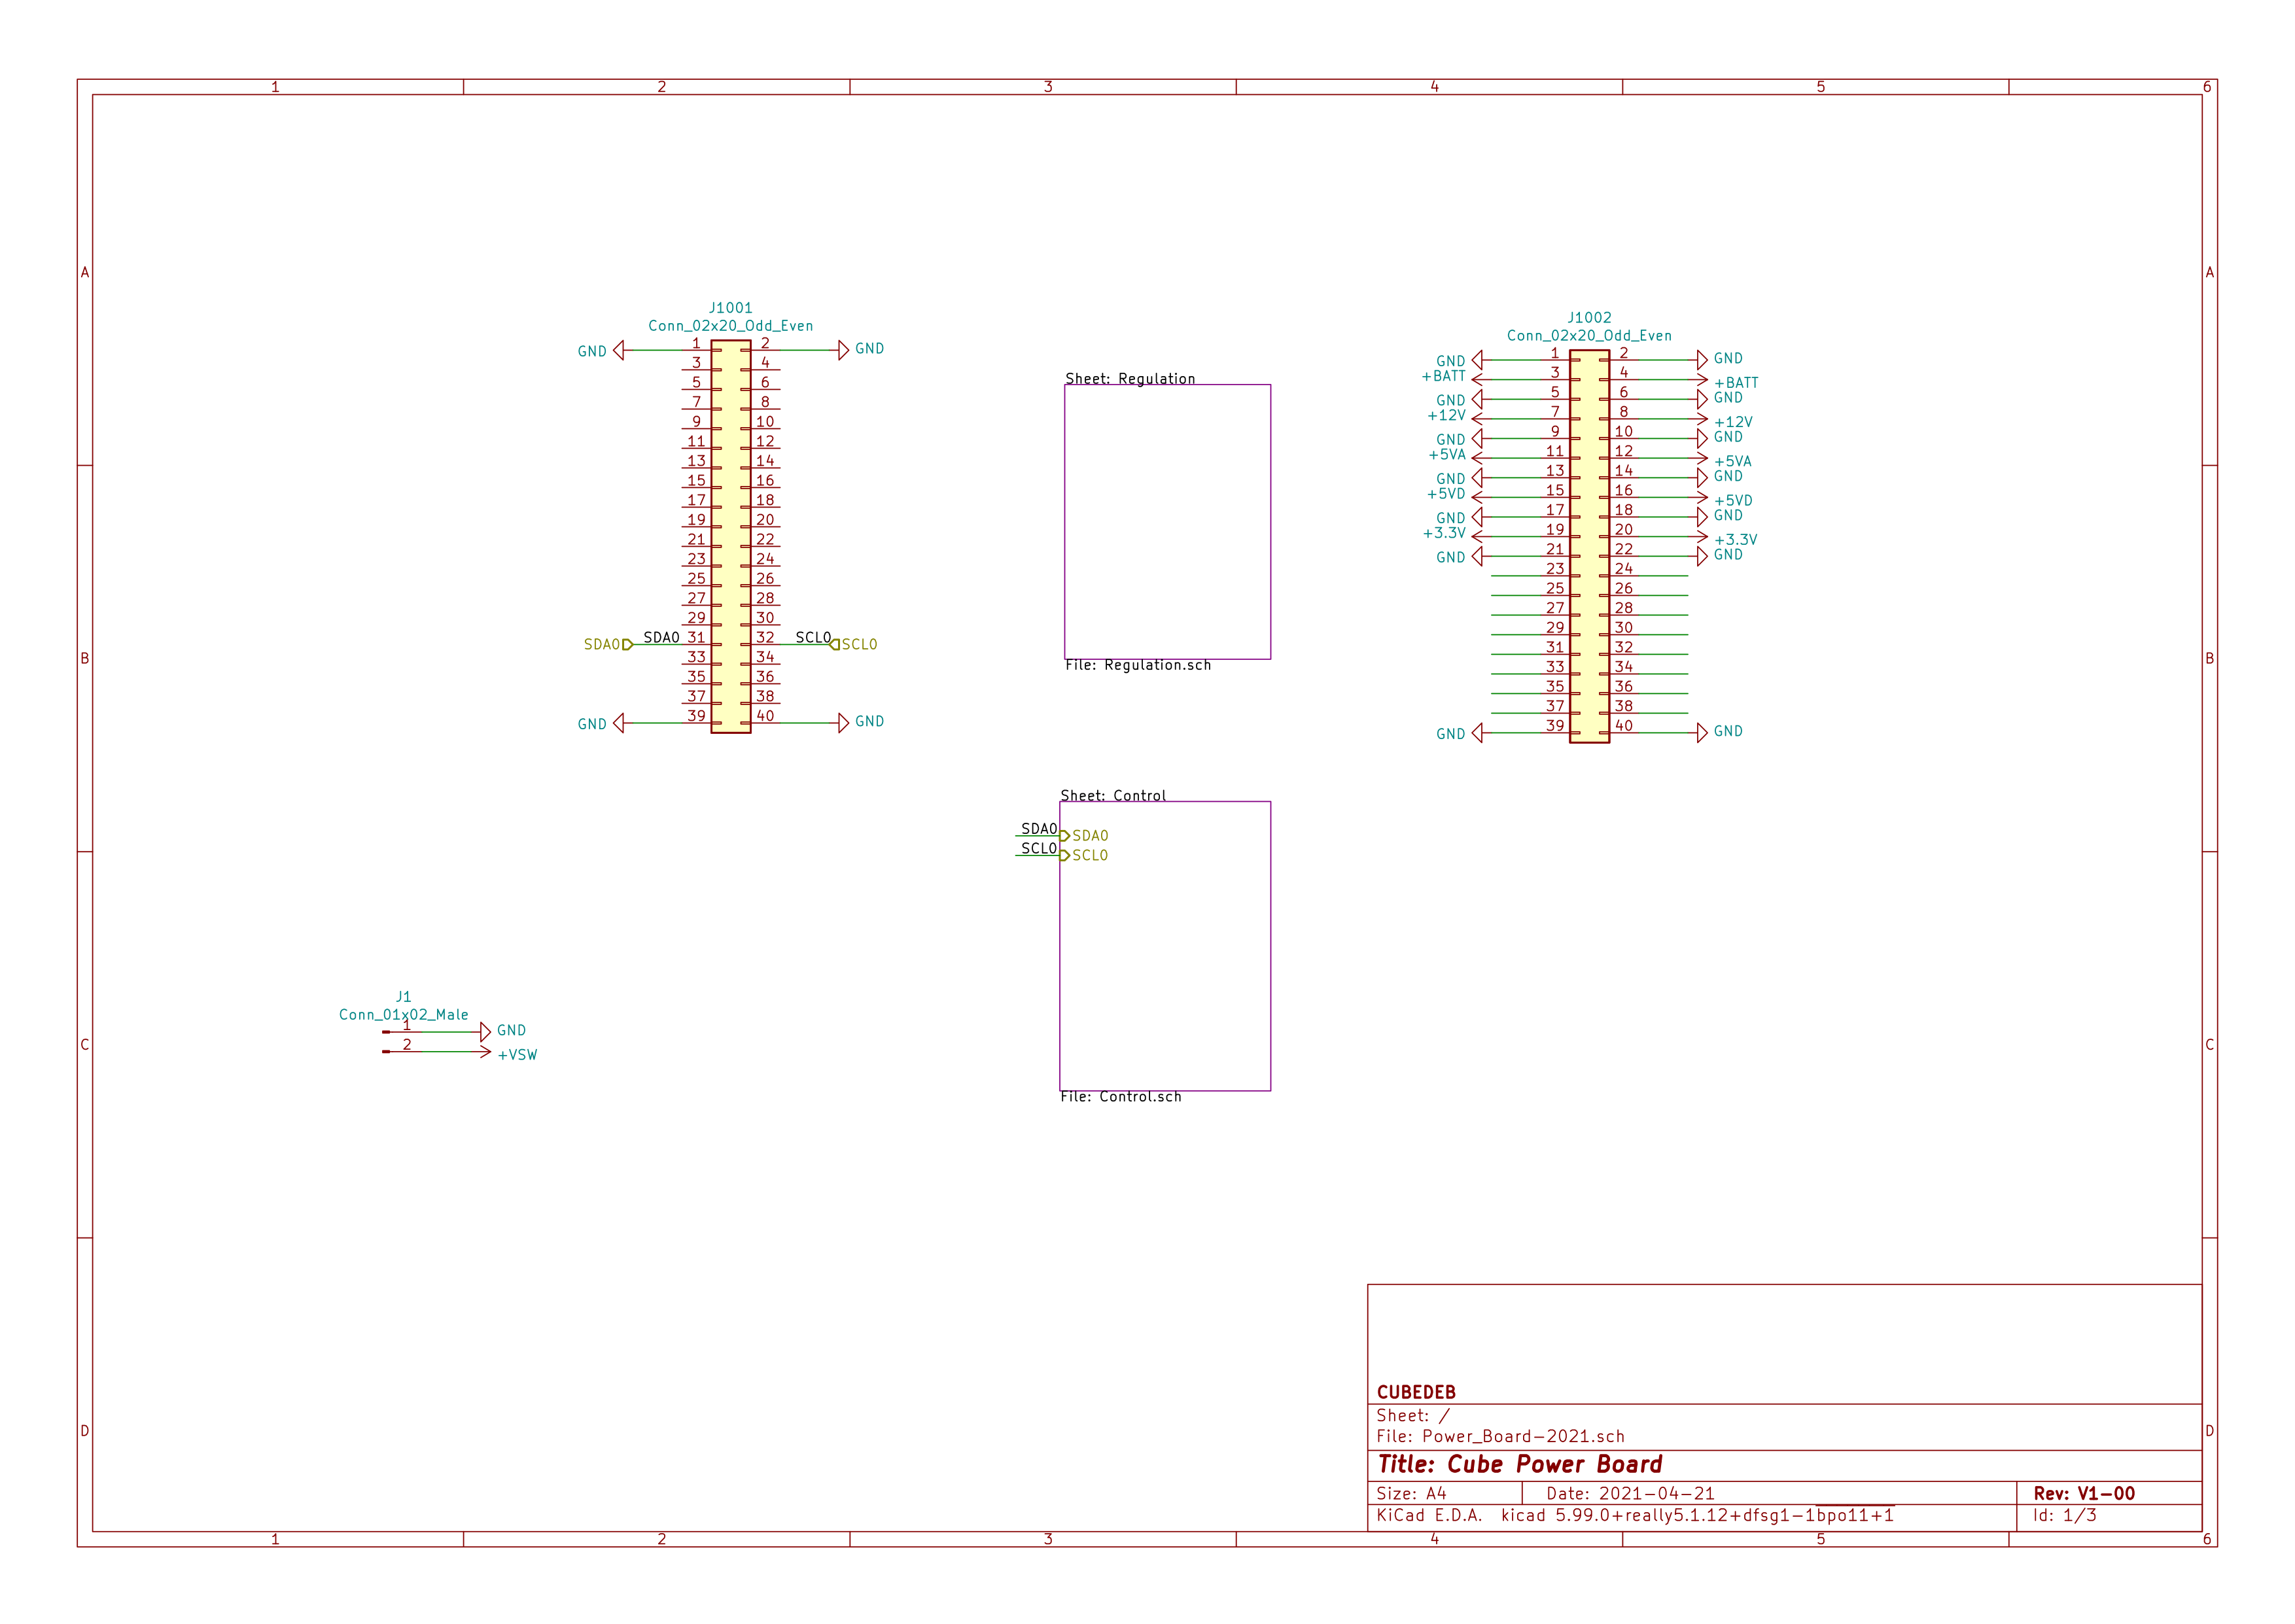 1 2 3 4 5 6
A A
J1001
Conn_02x20_Odd_Even
GND 1 2 GND
3 4
5 6
7 8
9 10
11 12
13 14
15 16
17 18
19 20
21 22
23 24
25 26
27 28
29 30
SDA0 SDA0 31 32 SCL0 SCL0
33 34
35 36
37 38
GND 39 40 GND
Sheet: Regulation
File: Regulation.sch
J1002
Conn_02x20_Odd_Even
GND 1 2 GND
+BATT 3 4 +BATT
GND 5 6 GND
+12V 7 8 +12V
GND 9 10 GND
+5VA 11 12 +5VA
GND 13 14 GND
+5VD 15 16 +5VD
GND 17 18 GND
+3.3V 19 20 +3.3V
GND 21 22 GND
23 24
25 26
27 28
29 30
31 32
33 34
35 36
37 38
GND 39 40 GND
B B
Sheet: Control
SDA0 SDA0
SCL0 SCL0
File: Control.sch
J1
Conn_01x02_Male
1 GND
2 +VSW
C C
CUBEDEB
Sheet: /
File: Power_Board-2021.sch
Title: Cube Power Board
Size: A4 Date: 2021-04-21 Rev: V1-00
KiCad E.D.A. kicad 5.99.0+really5.1.12+dfsg1-1bpo11+1 Id: 1/3
D D
1 2 3 4 5 6